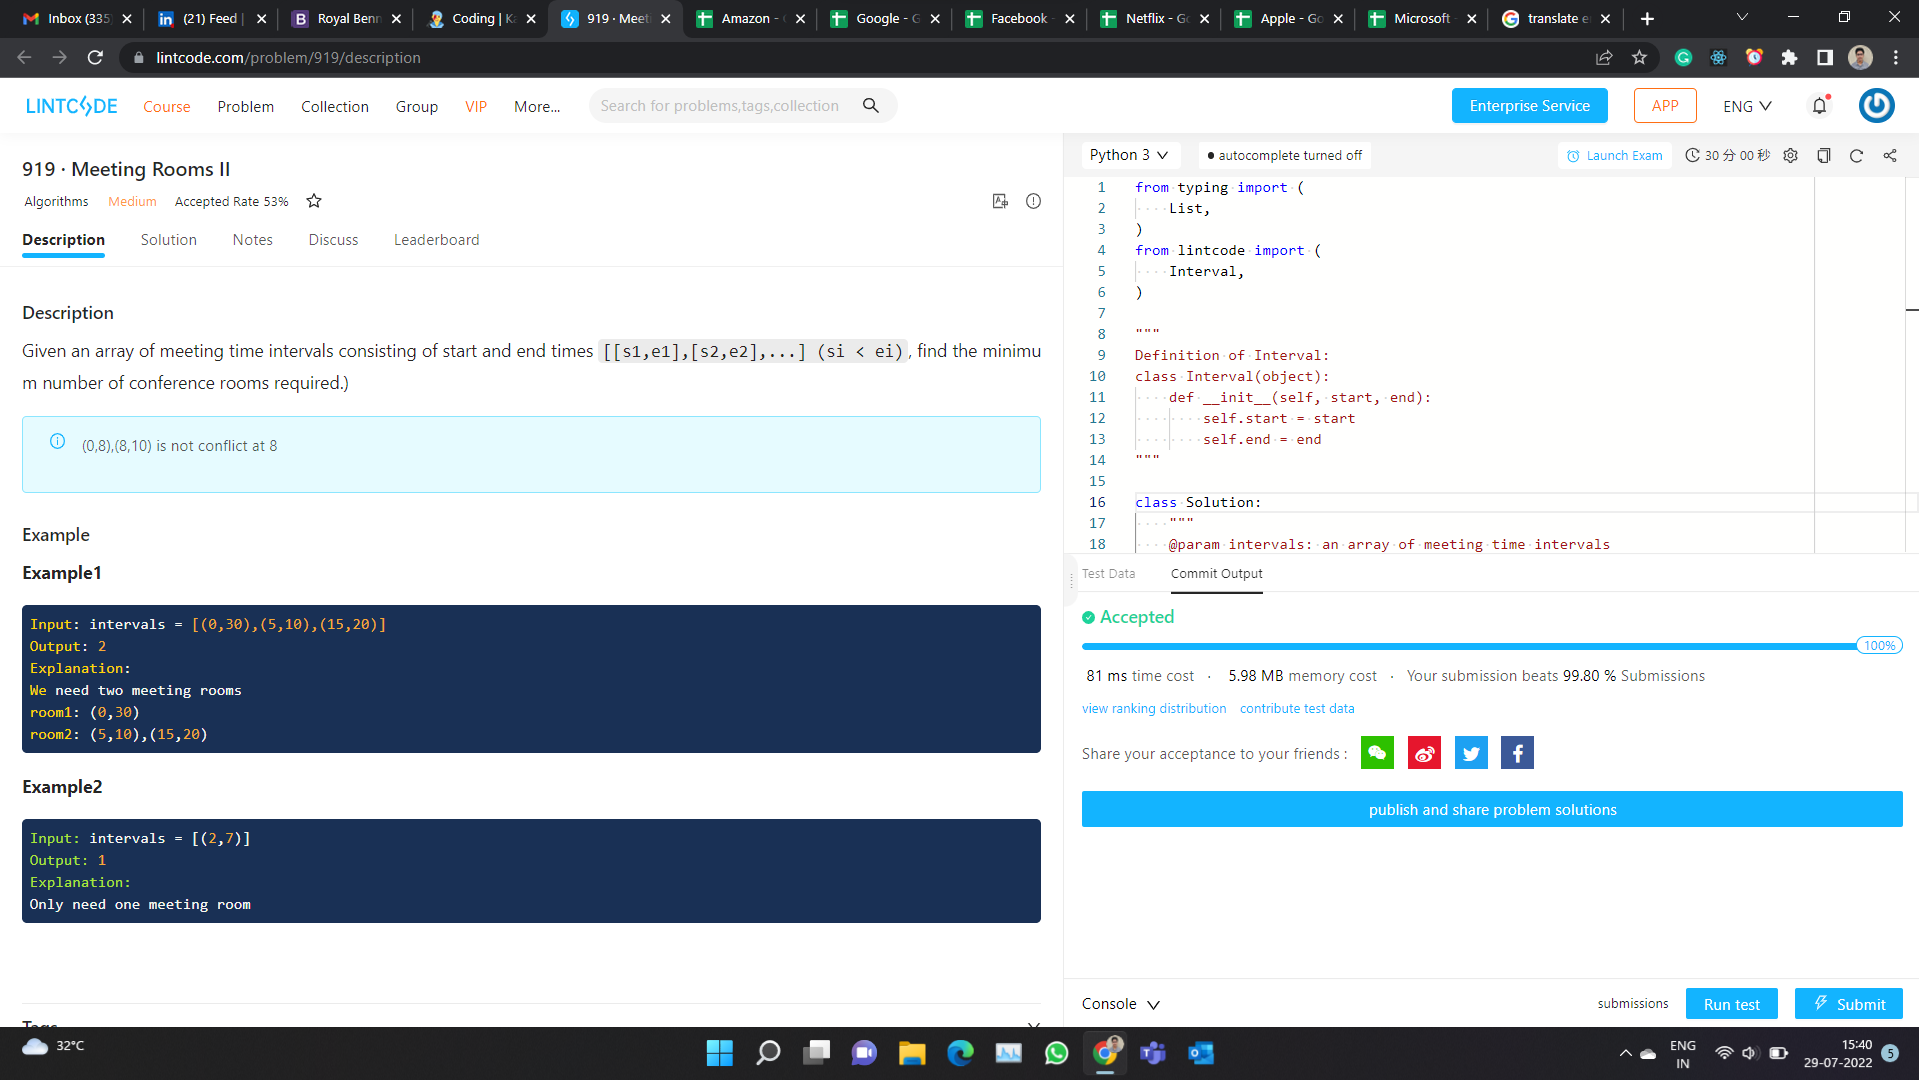 Inbox (335
(21) Feed |
Royal Benn
Coding | Ka
919 · Meeti
Amazon - G
Google - G
Facebook -
Netflix - Go
Apple - Go
Microsoft -
translate e
lintcode.com/problem/919/description
LINTCODE
Course
Problem
Collection
Group
VIP
More...
Search for problems,tags,collection
Enterprise Service
APP
ENG
919 · Meeting Rooms II
Algorithms
Medium
Accepted Rate 53%
Description
Solution
Notes
Discuss
Leaderboard
Description
Given an array of meeting time intervals consisting of start and end times [[s1,e1],[s2,e2],...] (si < ei), find the minimu
m number of conference rooms required.)
(0,8),(8,10) is not conflict at 8
Example
Example1
Input: intervals = [(0,30),(5,10),(15,20)]
Output: 2
Explanation:
We need two meeting rooms
room1: (0,30)
room2: (5,10),(15,20)
Example2
Input: intervals = [(2,7)]
Output: 1
Explanation:
Only need one meeting room
Python 3
autocomplete turned off
Launch Exam
30 分 00 秒
1 from typing import (
2 List,
3 )
4 from lintcode import (
5 Interval,
6 )
7
8 """
9 Definition of Interval:
10 class Interval(object):
11 def __init__(self, start, end):
12 self.start = start
13 self.end = end
14 """
15
16 class Solution:
17 """
18 @param intervals: an array of meeting time intervals
Test Data
Commit Output
Accepted
100%
81 ms time cost · 5.98 MB memory cost · Your submission beats 99.80 % Submissions
view ranking distribution
contribute test data
Share your acceptance to your friends :
publish and share problem solutions
Console
submissions
Run test
Submit
Tags
32°C
ENG
IN
15:40
29-07-2022
5